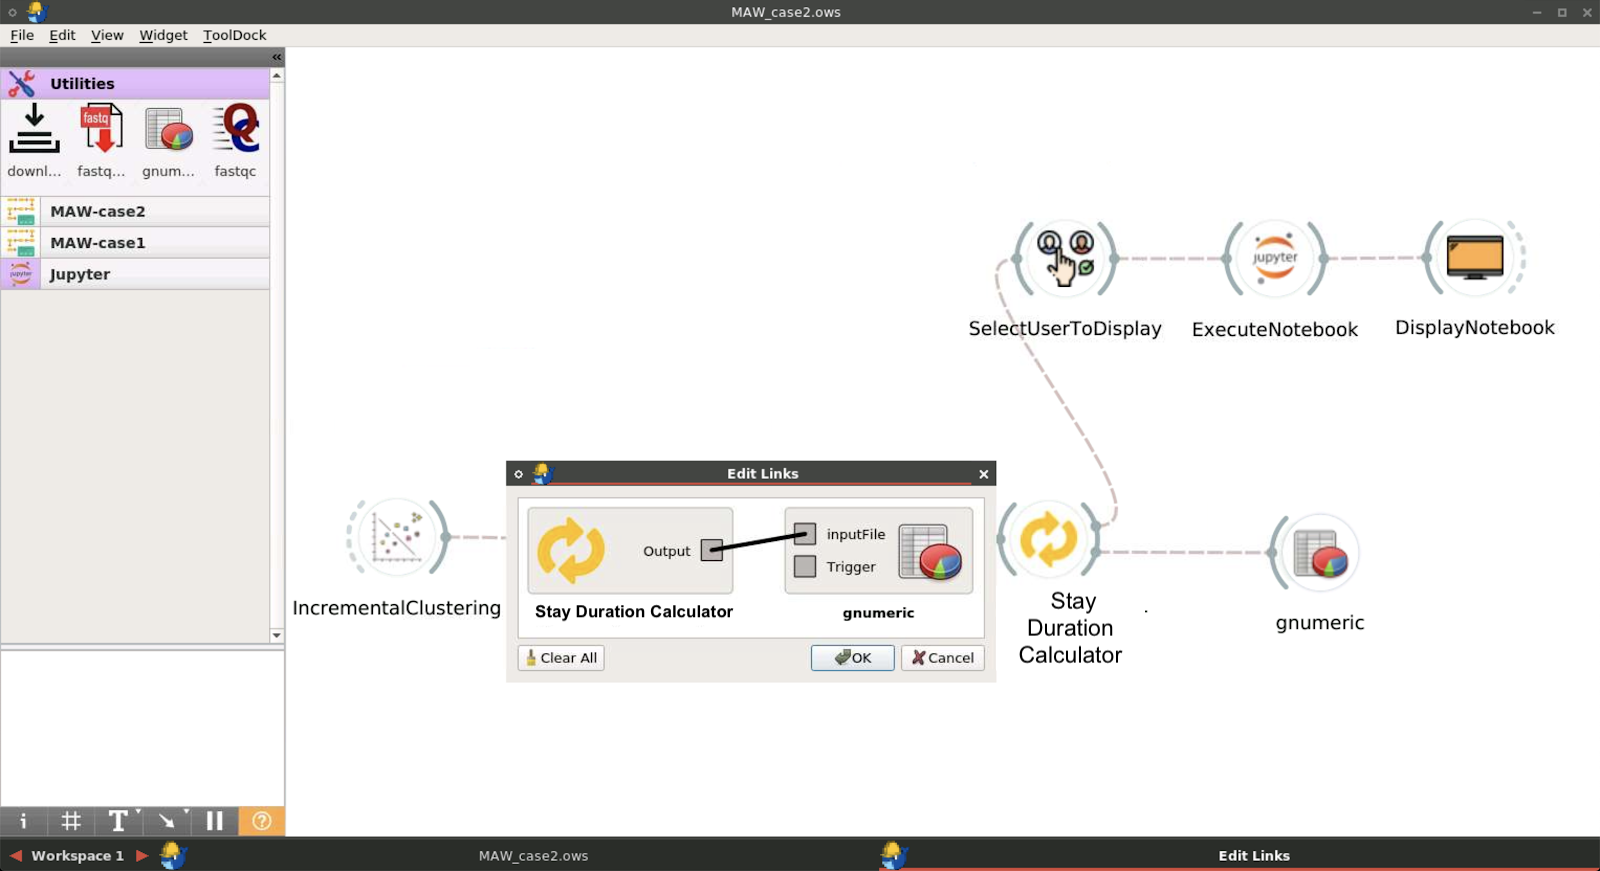 MAW_case2.ows
File Edit View Widget ToolDock
«
Utilities
fastq
downl... fastq... gnum... fastqc
MAW-case2
MAW-case1
jupyter
Jupyter
jupyter
SelectUserToDisplay
ExecuteNotebook
DisplayNotebook
Edit Links
Output
inputFile
Trigger
Stay Duration Calculator
gnumeric
Clear All
OK
Cancel
IncrementalClustering
Stay
Duration
Calculator
gnumeric
i # T ?
Workspace 1
MAW_case2.ows
Edit Links